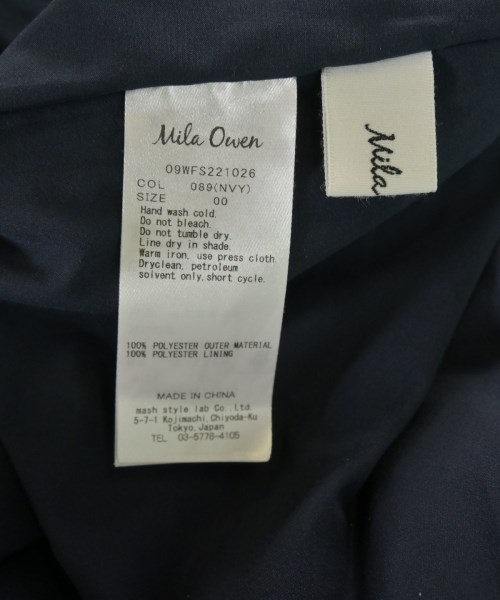 Mila Owen
09WFS221026
COL 089(NVY)
SIZE 00
Hand wash cold.
Do not bleach.
Do not tumble dry.
Line dry in shade.
Warm iron, use press cloth.
Dryclean, petroleum
solvent only, short cycle.
100% POLYESTER OUTER MATERIAL
100% POLYESTER LINING
MADE IN CHINA
mash style lab Co.,Ltd.
5-7-1 Kojimachi,Chiyoda-Ku
Tokyo,Japan
TEL 03-5778-4105
Mila